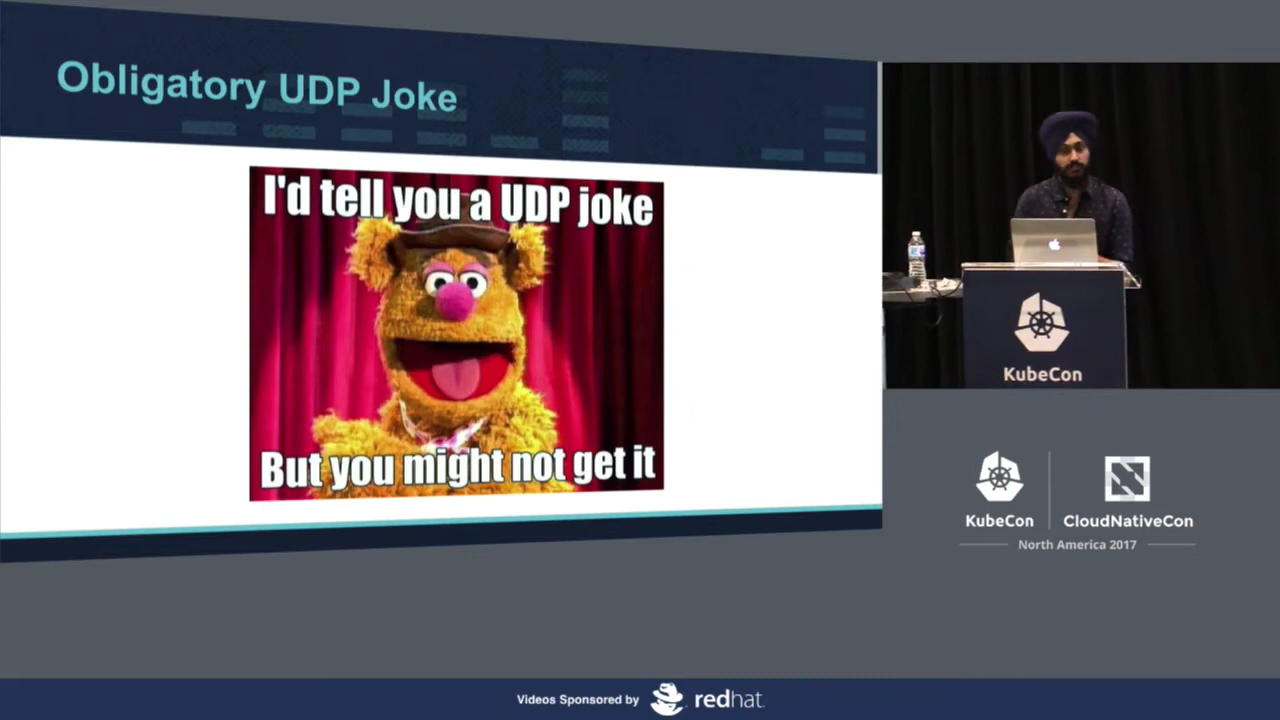 Obligatory UDP Joke
I'd tell you a UDP joke
But you might not get it
KubeCon
KubeCon
CloudNativeCon
North America 2017
Videos Sponsored by
redhat.